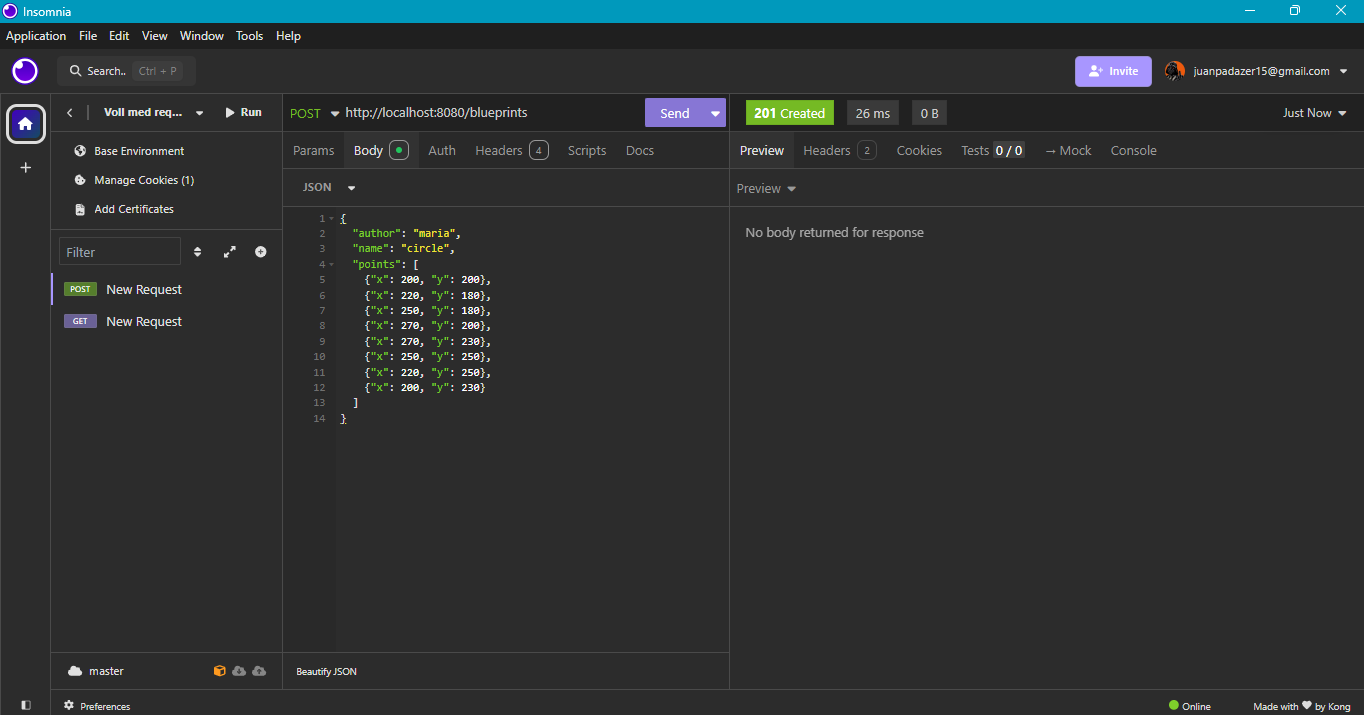 Insomnia
Application File Edit View Window Tools Help
Search.. Ctrl + P
Invite
juanpadazer15@gmail.com
Voll med req...
Run
Base Environment
Manage Cookies (1)
Add Certificates
Filter
POST New Request
GET New Request
master
Preferences
POST http://localhost:8080/blueprints Send
Params Body Auth Headers 4 Scripts Docs
JSON
1 {
2 "author": "maria",
3 "name": "circle",
4 "points": [
5 {"x": 200, "y": 200},
6 {"x": 220, "y": 180},
7 {"x": 250, "y": 180},
8 {"x": 270, "y": 200},
9 {"x": 270, "y": 230},
10 {"x": 250, "y": 250},
11 {"x": 220, "y": 250},
12 {"x": 200, "y": 230}
13 ]
14 }
Beautify JSON
201 Created 26 ms 0 B Just Now
Preview Headers 2 Cookies Tests 0 / 0 → Mock Console
Preview
No body returned for response
Online
Made with ♥ by Kong